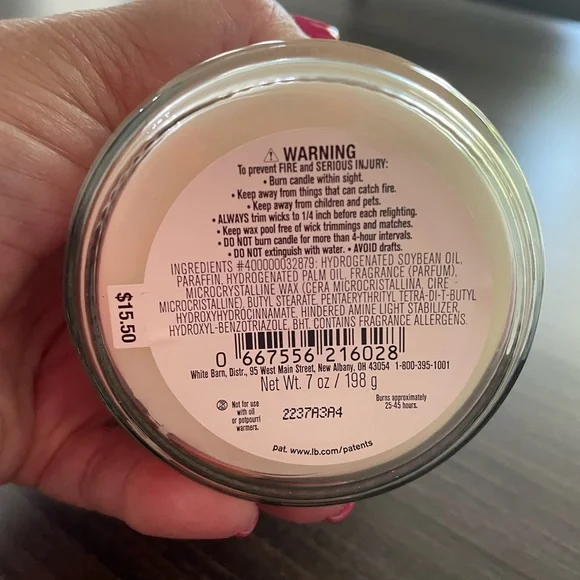 WARNING
To prevent FIRE and SERIOUS INJURY:
• Burn candle within sight.
• Keep away from things that can catch fire.
• Keep away from children and pets.
• ALWAYS trim wicks to 1/4 inch before each relighting.
• Keep wax pool free of wick trimmings and matches.
• DO NOT burn candle for more than 4-hour intervals.
• DO NOT extinguish with water. • AVOID drafts.
INGREDIENTS #400000032879: HYDROGENATED SOYBEAN OIL,
PARAFFIN, HYDROGENATED PALM OIL, FRAGRANCE (PARFUM),
MICROCRYSTALLINE WAX (CERA MICROCRISTALLINA, CIRE
MICROCRISTALLINE), BUTYL STEARATE, PENTAERYTHRITYL TETRA-DI-T-BUTYL
HYDROXYHYDROCINNAMATE, HINDERED AMINE LIGHT STABILIZER,
HYDROXYL-BENZOTRIAZOLE, BHT. CONTAINS FRAGRANCE ALLERGENS.
$15.50
0 667556 216028
White Barn, Distr., 95 West Main Street, New Albany, OH 43054 1-800-395-1001
Net Wt. 7 oz / 198 g
Not for use
with oil
or potpourri
warmers.
2237A3A4
Burns approximately
25-45 hours.
pat. www.lb.com/patents